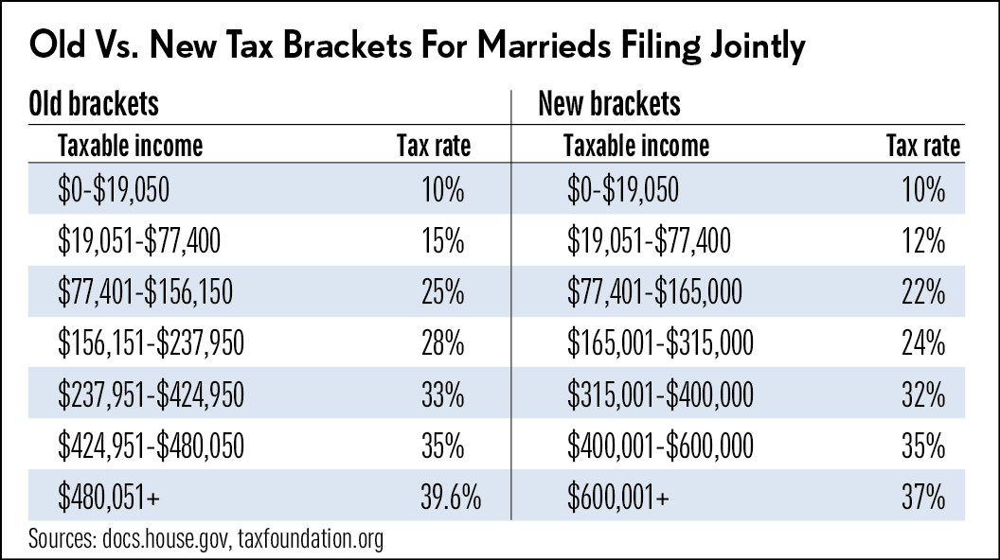 Old Vs. New Tax Brackets For Marrieds Filing Jointly
Old brackets New brackets
Taxable income Tax rate Taxable income Tax rate
$0-$19,050 10% $0-$19,050 10%
$19,051-$77,400 15% $19,051-$77,400 12%
$77,401-$156,150 25% $77,401-$165,000 22%
$156,151-$237,950 28% $165,001-$315,000 24%
$237,951-$424,950 33% $315,001-$400,000 32%
$424,951-$480,050 35% $400,001-$600,000 35%
$480,051+ 39.6% $600,001+ 37%
Sources: docs.house.gov, taxfoundation.org